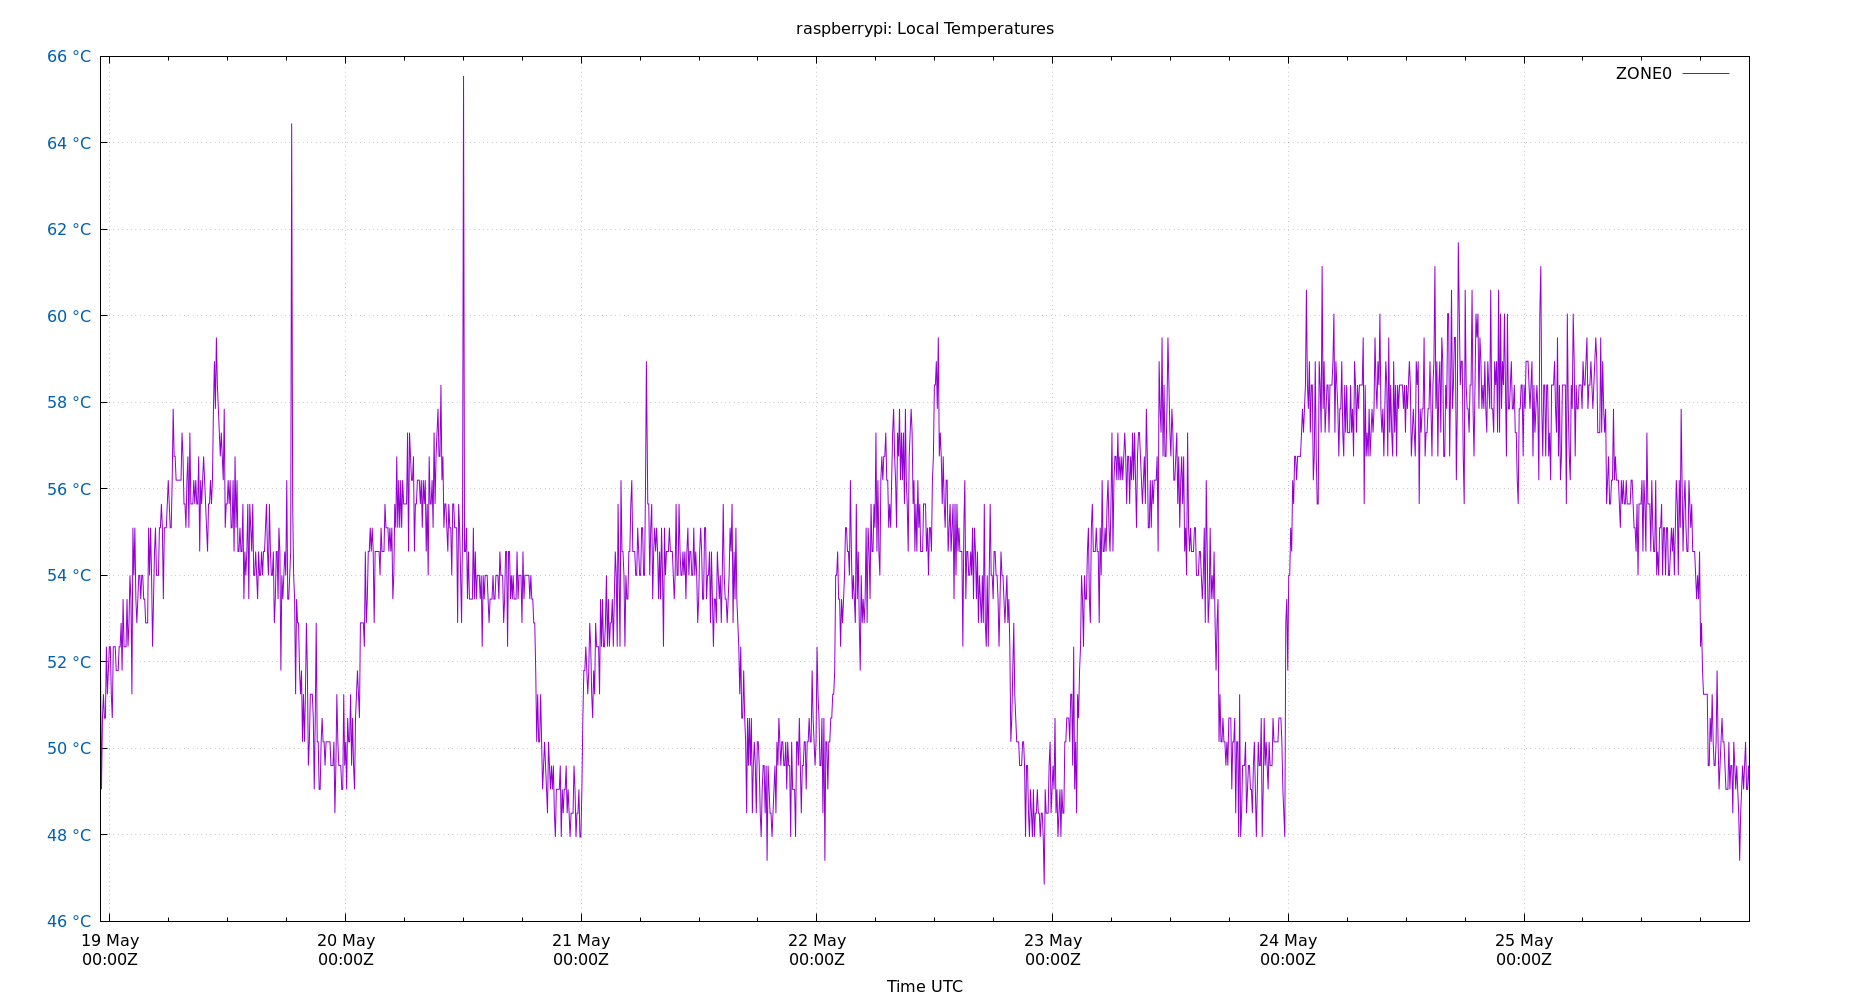 raspberrypi: Local Temperatures
66 °C
ZONE0
64 °C
62 °C
60 °C
58 °C
56 °C
54 °C
52 °C
50 °C
48 °C
46 °C
19 May 20 May 21 May 22 May 23 May 24 May 25 May
00:00Z 00:00Z 00:00Z 00:00Z 00:00Z 00:00Z 00:00Z
Time UTC